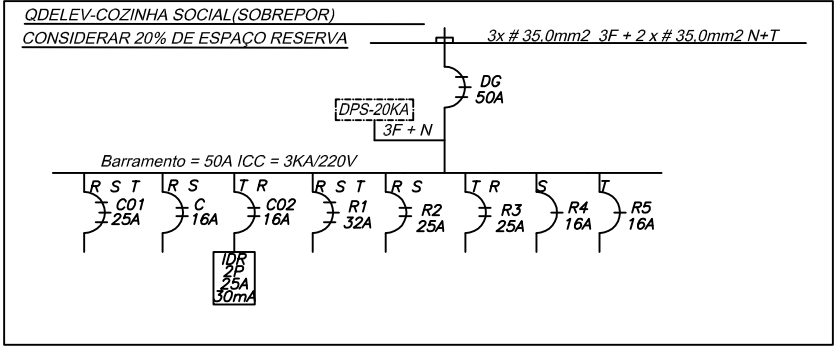 QDELEV-COZINHA SOCIAL(SOBREPOR)
CONSIDERAR 20% DE ESPAÇO RESERVA
3x # 35,0mm2 3F + 2 x # 35,0mm2 N+T
DG
50A
DPS-20KA
3F + N
Barramento = 50A ICC = 3KA/220V
R S T
C01
25A
R S
C
16A
T R
C02
16A
IDR
2P
25A
30mA
R S T
R1
32A
R S
R2
25A
T R
R3
25A
S
R4
16A
T
R5
16A